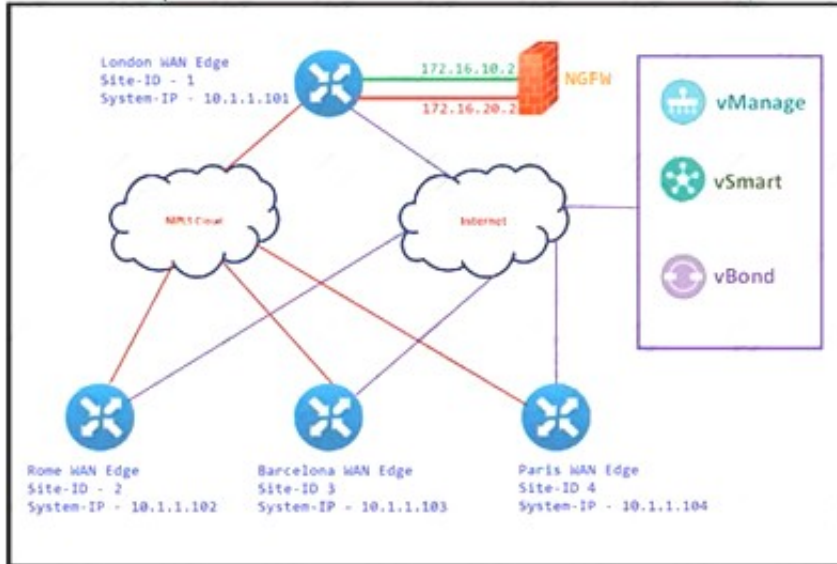 London WAN Edge
Site-ID - 1
System-IP - 10.1.1.101
172.16.10.2
172.16.20.2
NGFW
vManage
vSmart
vBond
MPLS Cloud
Internet
Rome WAN Edge
Site-ID - 2
System-IP - 10.1.1.102
Barcelona WAN Edge
Site-ID 3
System-IP - 10.1.1.103
Paris WAN Edge
Site-ID 4
System-IP - 10.1.1.104